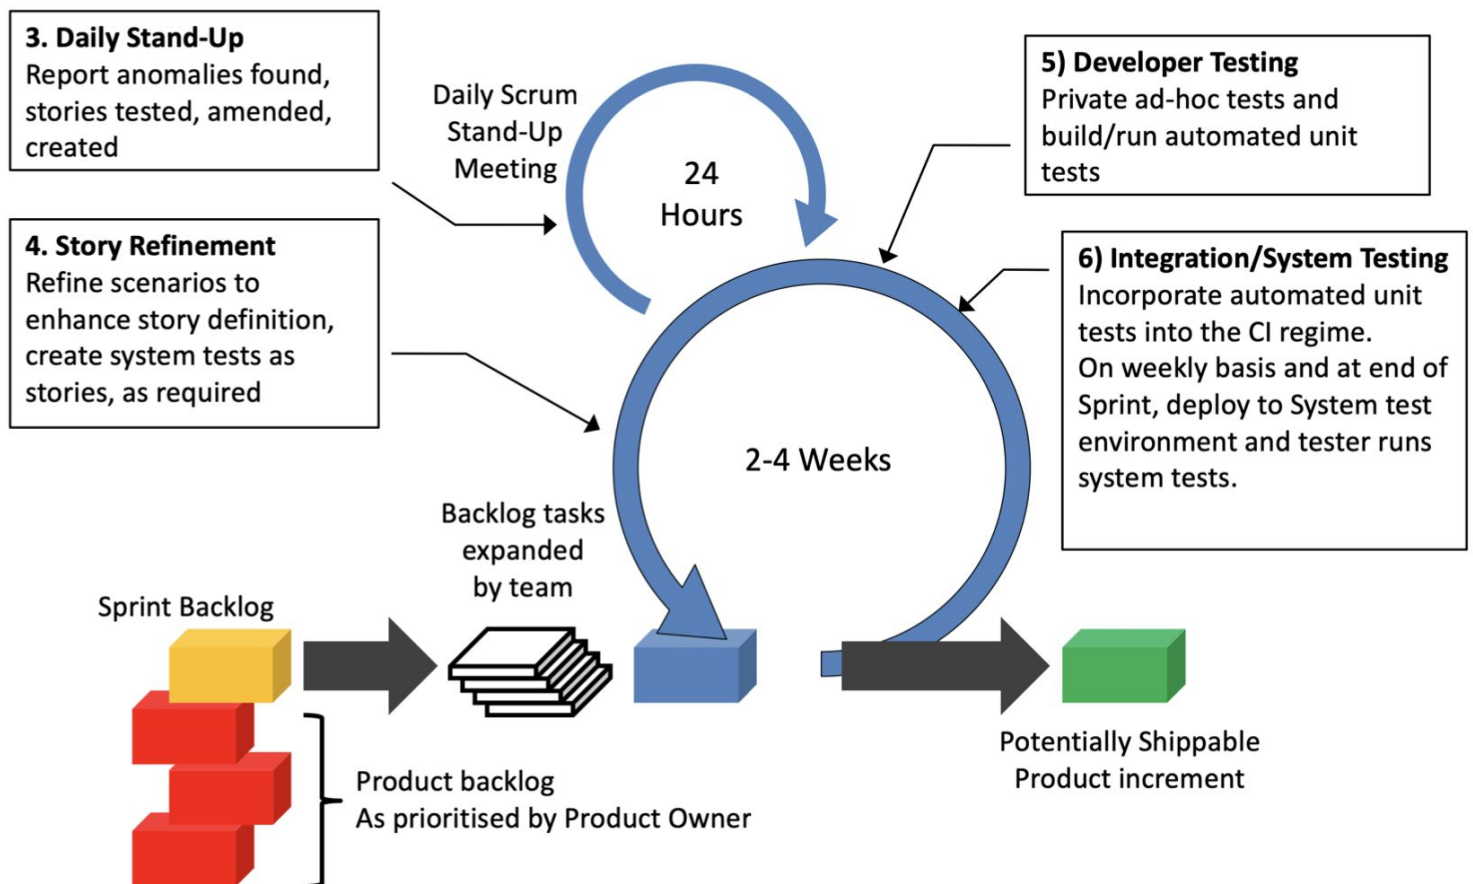 3. Daily Stand-Up
Report anomalies found,
stories tested, amended,
created
Daily Scrum
Stand-Up
Meeting
24
Hours
5) Developer Testing
Private ad-hoc tests and
build/run automated unit
tests
4. Story Refinement
Refine scenarios to
enhance story definition,
create system tests as
stories, as required
6) Integration/System Testing
Incorporate automated unit
tests into the CI regime.
On weekly basis and at end of
Sprint, deploy to System test
environment and tester runs
system tests.
2-4 Weeks
Backlog tasks
expanded
by team
Sprint Backlog
Potentially Shippable
Product increment
Product backlog
As prioritised by Product Owner